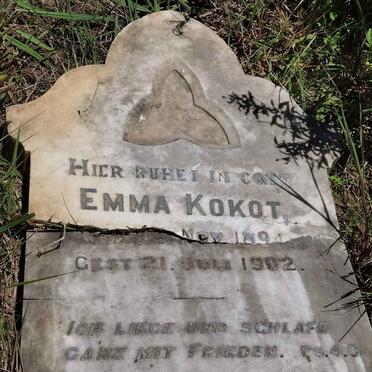 HIER RUHET IN GOTT
EMMA KOKOT,
NOV. 1894
GEST. 21. JULI 1902.
ICH LIEGE UND SCHLAFE
GANZ MIT FRIEDEN. PS. 4. 9.